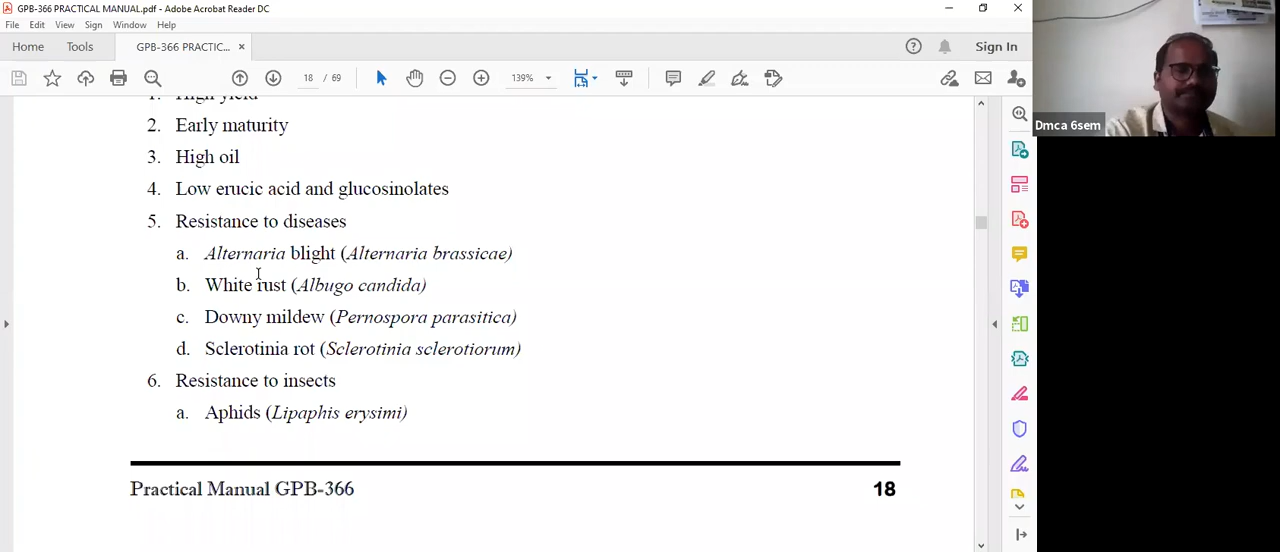 GPB-366 PRACTICAL MANUAL.pdf - Adobe Acrobat Reader DC
File Edit View Sign Window Help
Home Tools GPB-366 PRACTIC... × Sign In
18 / 69 139%
1. High yield
2. Early maturity
3. High oil
4. Low erucic acid and glucosinolates
5. Resistance to diseases
a. Alternaria blight (Alternaria brassicae)
b. White rust (Albugo candida)
c. Downy mildew (Pernospora parasitica)
d. Sclerotinia rot (Sclerotinia sclerotiorum)
6. Resistance to insects
a. Aphids (Lipaphis erysimi)
Practical Manual GPB-366 18
Dmca 6sem